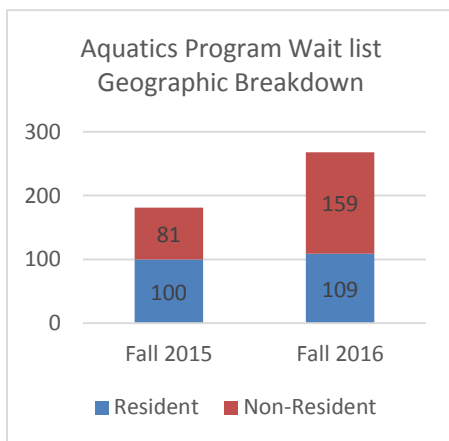 Aquatics Program Wait list
Geographic Breakdown
300
200
100
0
81
100
159
109
Fall 2015 Fall 2016
Resident Non-Resident